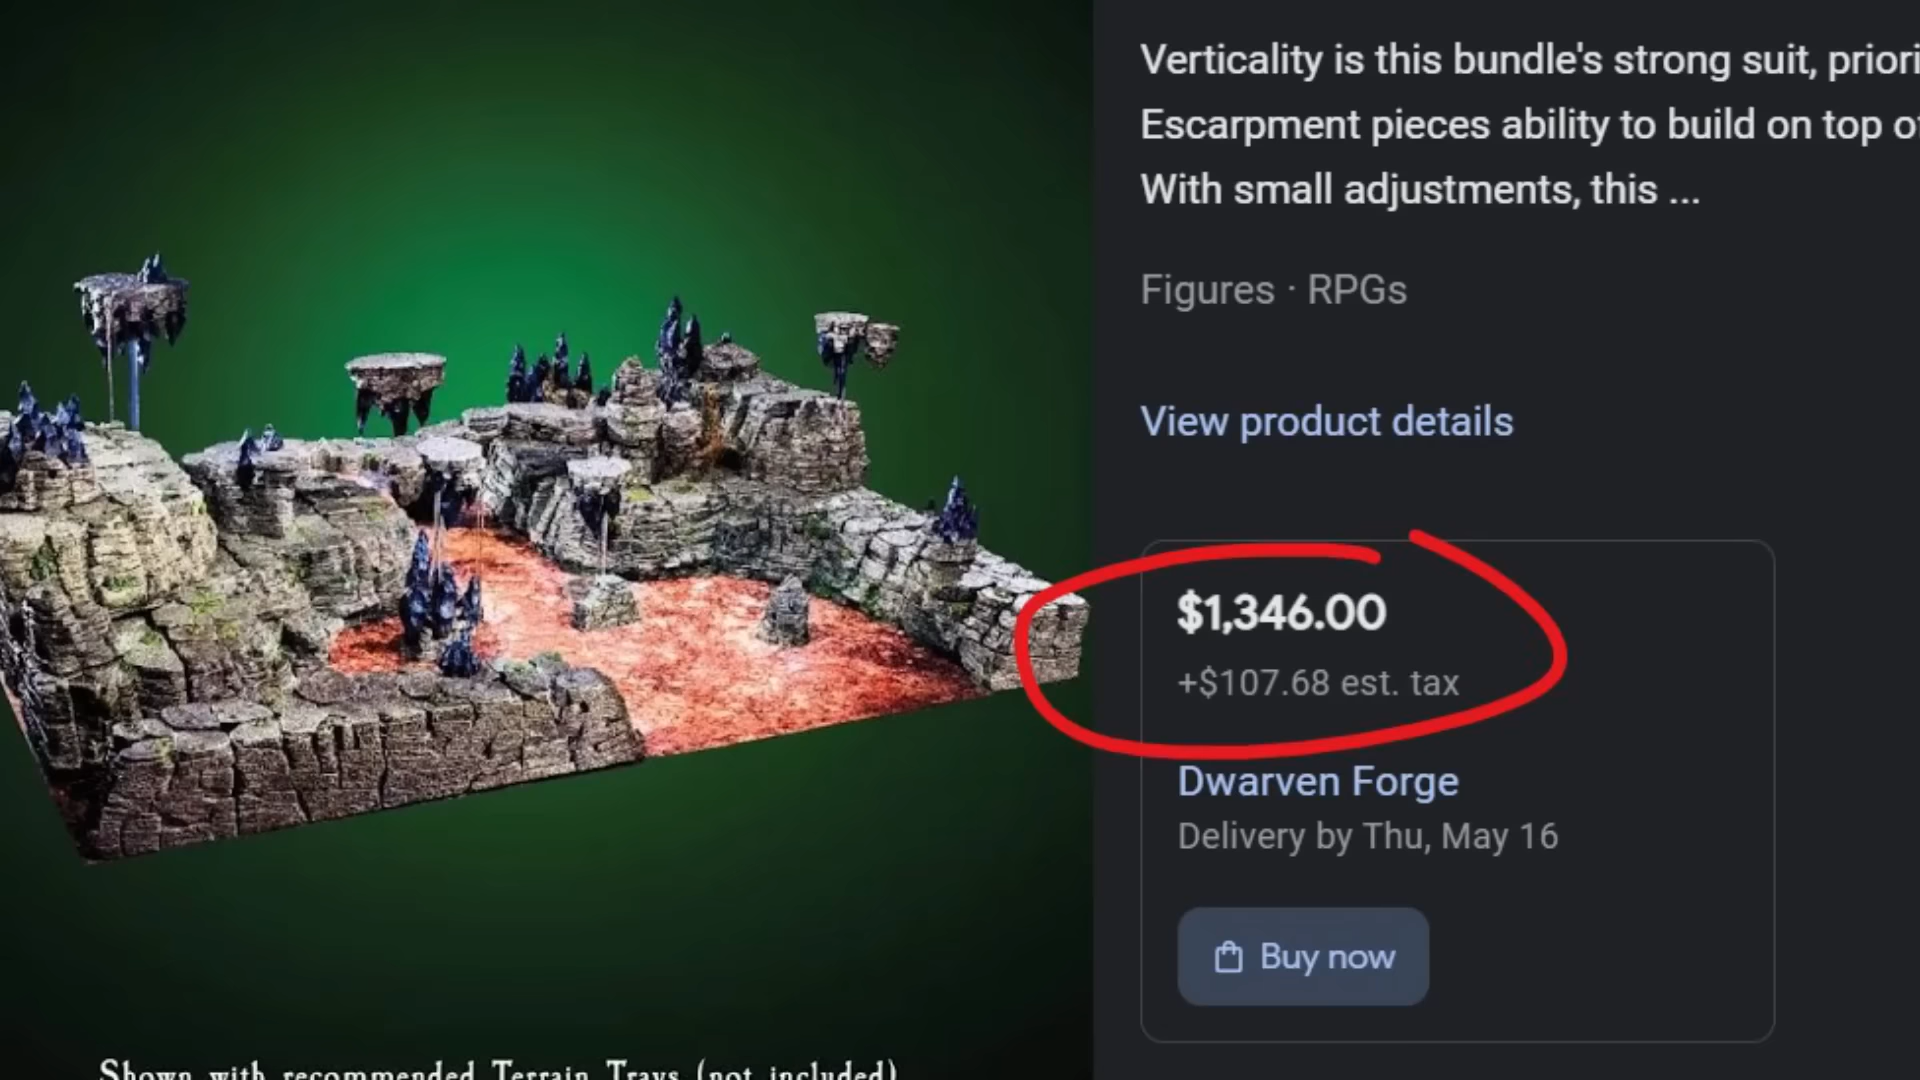 Verticality is this bundle's strong suit, priori
Escarpment pieces ability to build on top of
With small adjustments, this ...
Figures · RPGs
View product details
$1,346.00
+$107.68 est. tax
Dwarven Forge
Delivery by Thu, May 16
Buy now
Shown with recommended Terrain Trays (not included)